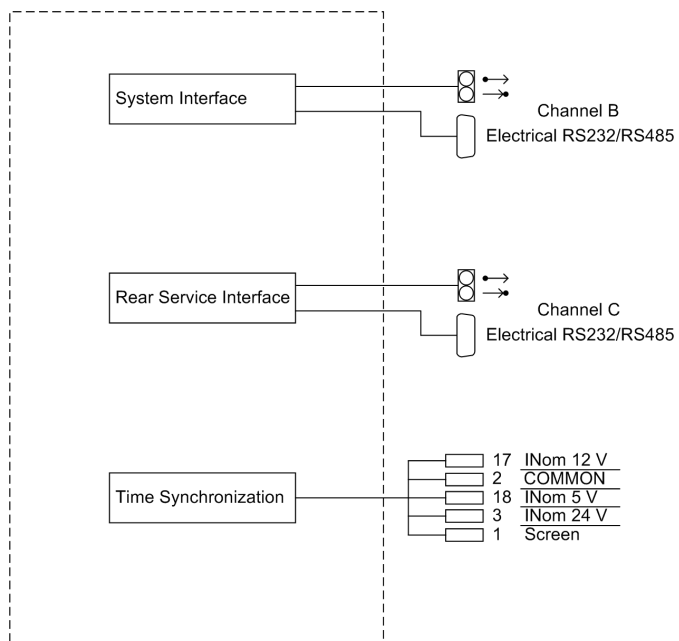 System Interface
Channel B
Electrical RS232/RS485
Rear Service Interface
Channel C
Electrical RS232/RS485
Time Synchronization
17 INom 12 V
2 COMMON
18 INom 5 V
3 INom 24 V
1 Screen